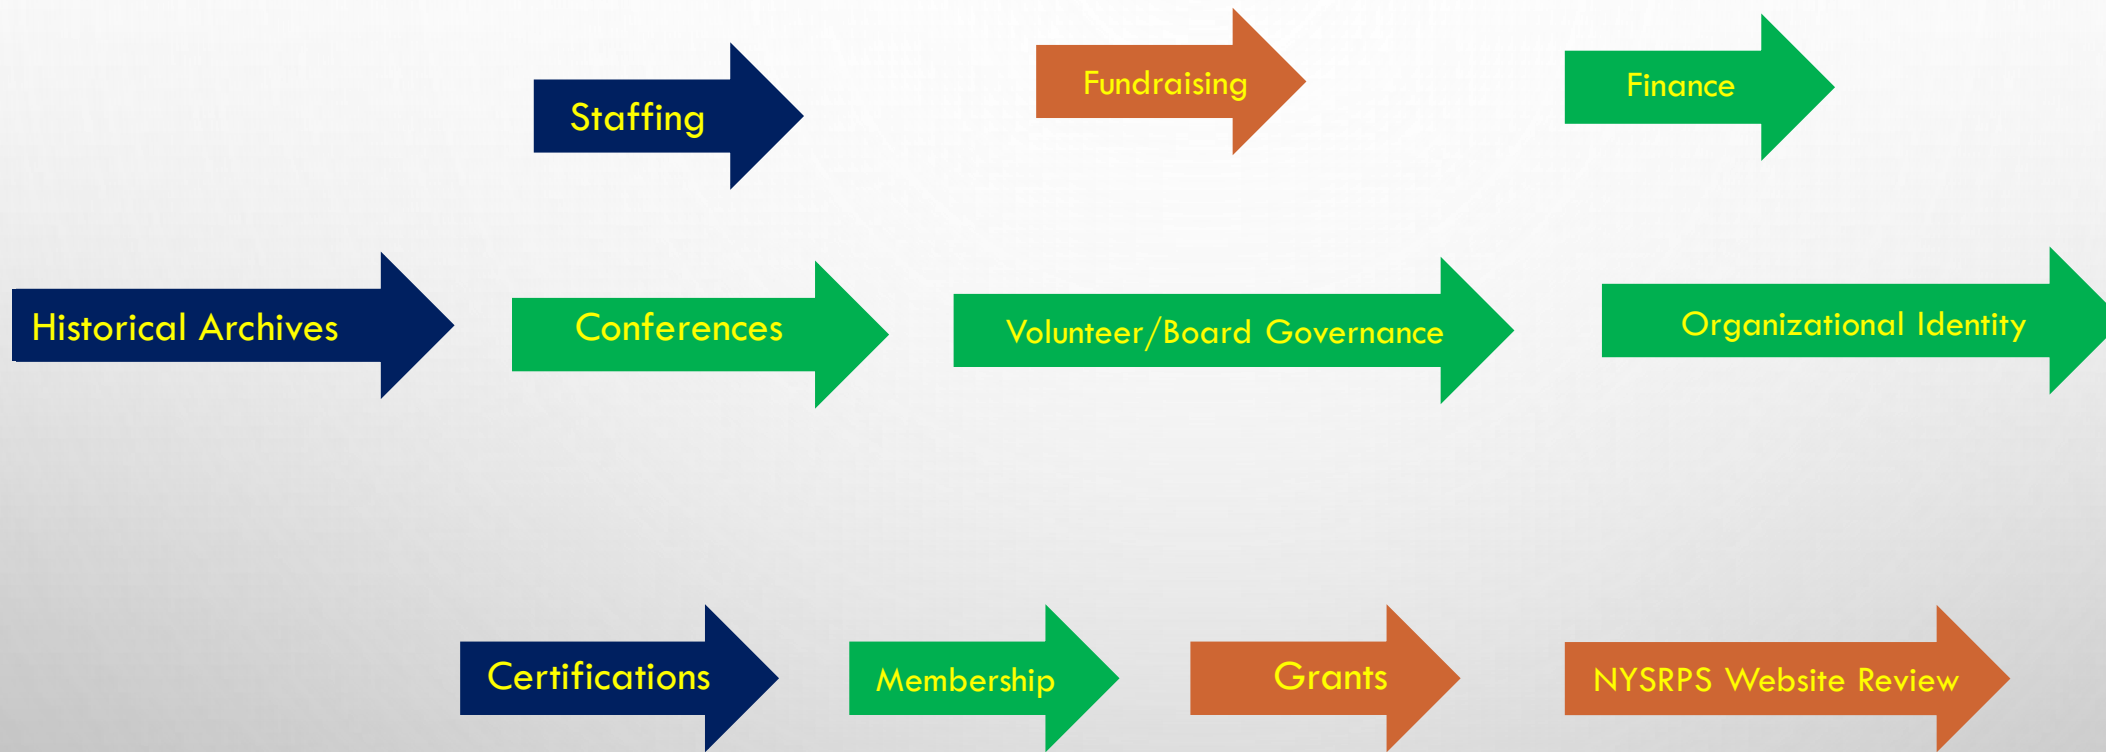 Staffing
Fundraising
Finance
Historical Archives
Conferences
Volunteer/Board Governance
Organizational Identity
Certifications
Membership
Grants
NYSRPS Website Review